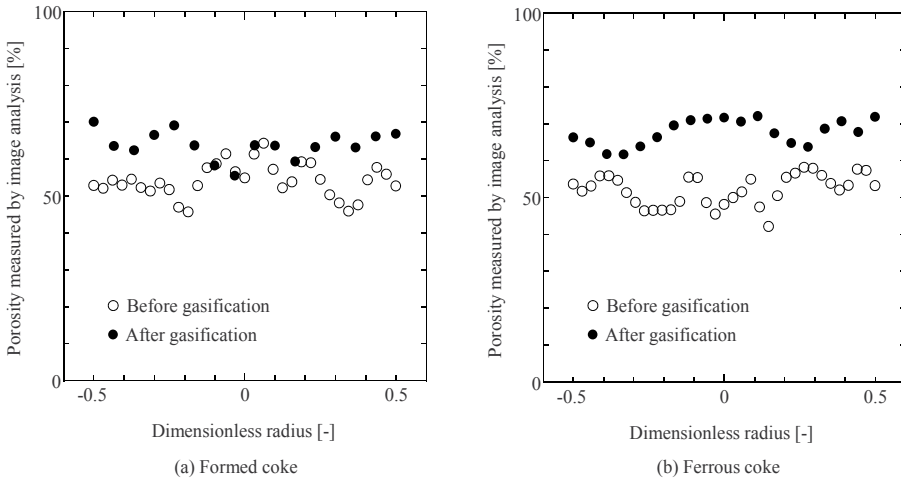 100
50
0
Porosity measured by image analysis [%]
Before gasification
After gasification
-0.5 0 0.5
Dimensionless radius [-]
(a) Formed coke
100
50
0
Porosity measured by image analysis [%]
Before gasification
After gasification
-0.5 0 0.5
Dimensionless radius [-]
(b) Ferrous coke